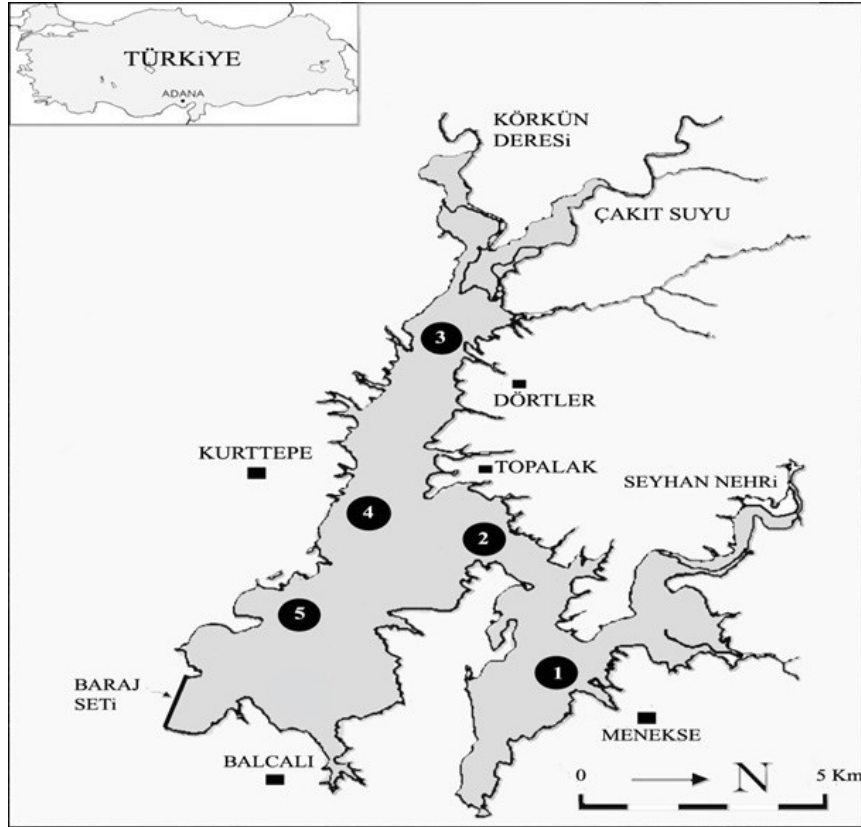 TÜRKiYE
ADANA
KÖRKÜN
DERESi
ÇAKIT SUYU
3
DÖRTLER
KURTTEPE
TOPALAK
SEYHAN NEHRi
4
2
5
1
BARAJ
SETi
MENEKSE
BALCALI
0
N
5 Km